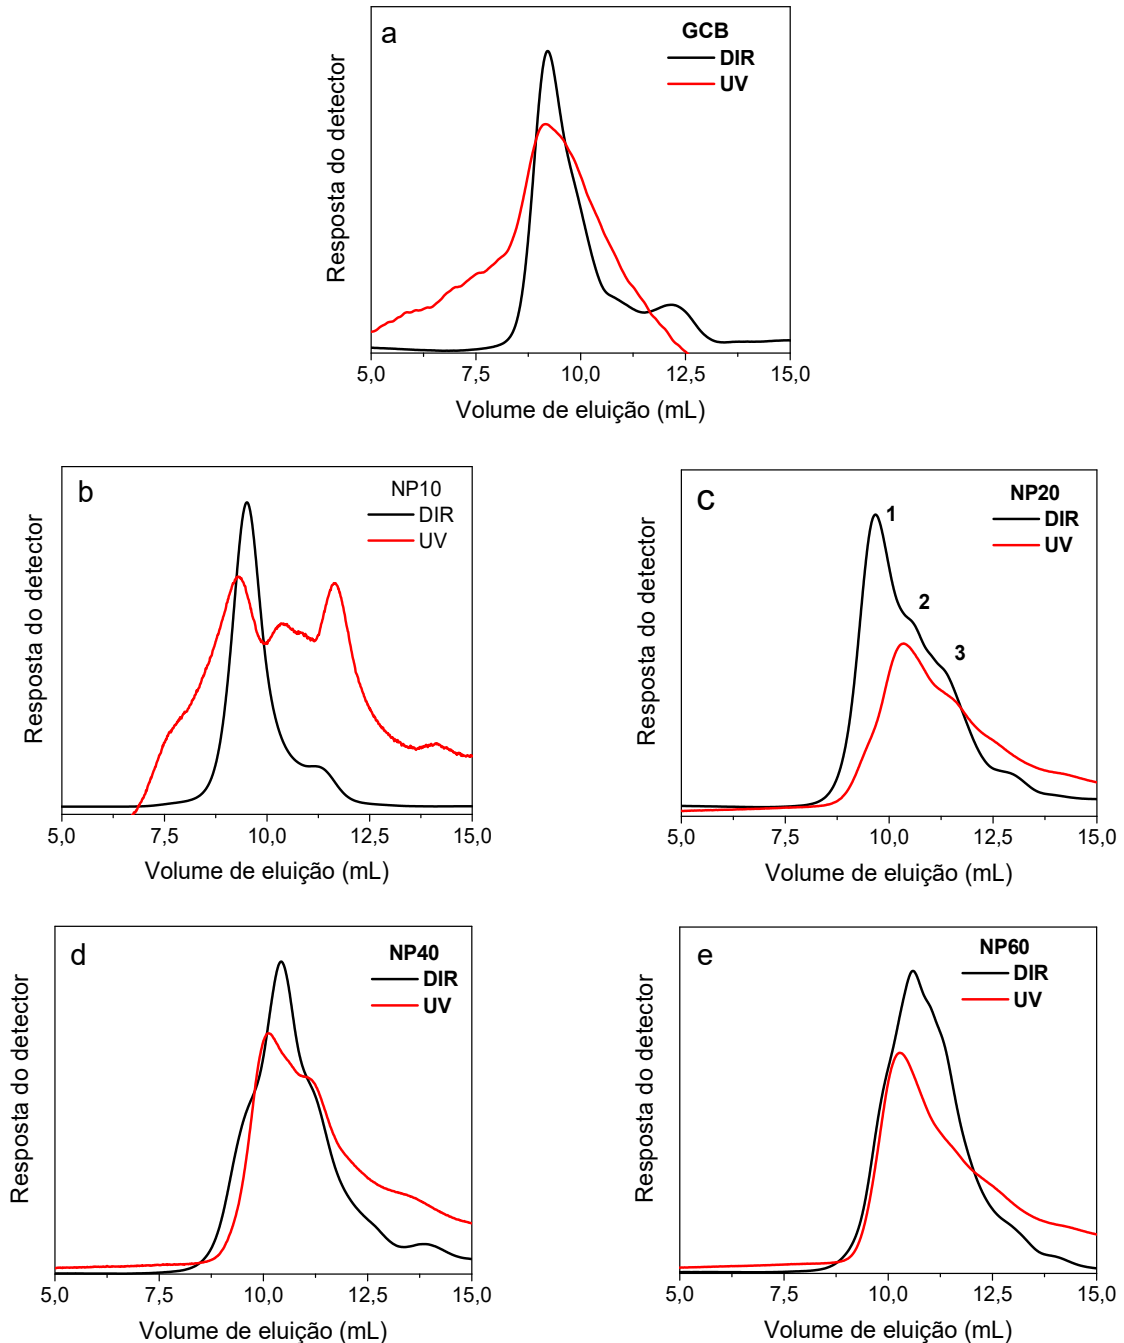 a
GCB
DIR
UV
Resposta do detector
5,0 7,5 10,0 12,5 15,0
Volume de eluição (mL)
b
NP10
DIR
UV
Resposta do detector
5,0 7,5 10,0 12,5 15,0
Volume de eluição (mL)
c
NP20
DIR
UV
1
2
3
Resposta do detector
5,0 7,5 10,0 12,5 15,0
Volume de eluição (mL)
d
NP40
DIR
UV
Resposta do detector
5,0 7,5 10,0 12,5 15,0
Volume de eluição (mL)
e
NP60
DIR
UV
Resposta do detector
5,0 7,5 10,0 12,5 15,0
Volume de eluição (mL)